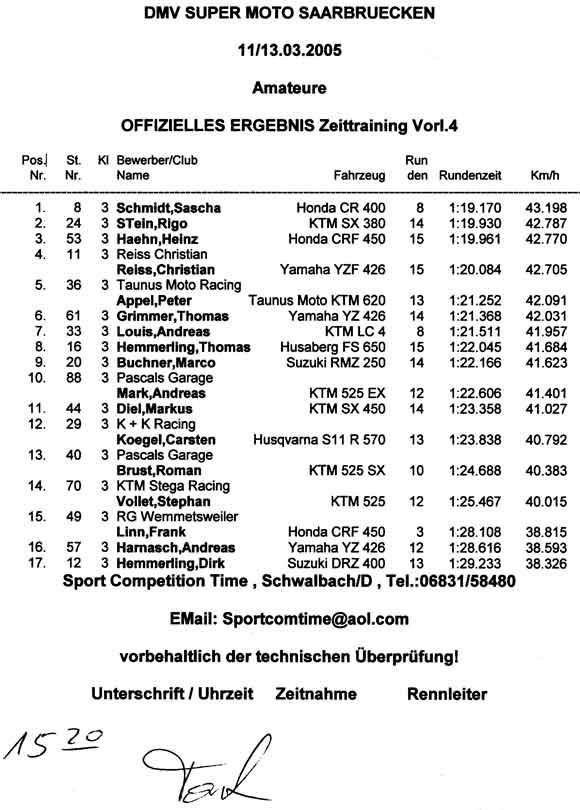 DMV SUPER MOTO SAARBRUECKEN
11/13.03.2005
Amateure
OFFIZIELLES ERGEBNIS Zeittraining Vorl.4
Pos. St. Kl Bewerber/Club Run
Nr. Nr. Name Fahrzeug den Rundenzeit Km/h
1. 8 3 Schmidt,Sascha Honda CR 400 8 1:19.170 43.198
2. 24 3 STein,Rigo KTM SX 380 14 1:19.930 42.787
3. 53 3 Haehn,Heinz Honda CRF 450 15 1:19.961 42.770
4. 11 3 Reiss Christian
Reiss,Christian Yamaha YZF 426 15 1:20.084 42.705
5. 36 3 Taunus Moto Racing
Appel,Peter Taunus Moto KTM 620 13 1:21.252 42.091
6. 61 3 Grimmer,Thomas Yamaha YZ 426 14 1:21.368 42.031
7. 33 3 Louis,Andreas KTM LC 4 8 1:21.511 41.957
8. 16 3 Hemmerling,Thomas Husaberg FS 650 15 1:22.045 41.684
9. 20 3 Buchner,Marco Suzuki RMZ 250 14 1:22.166 41.623
10. 88 3 Pascals Garage
Mark,Andreas KTM 525 EX 12 1:22.606 41.401
11. 44 3 Diel,Markus KTM SX 450 14 1:23.358 41.027
12. 29 3 K + K Racing
Koegel,Carsten Husqvarna S11 R 570 13 1:23.838 40.792
13. 40 3 Pascals Garage
Brust,Roman KTM 525 SX 10 1:24.688 40.383
14. 70 3 KTM Stega Racing
Vollet,Stephan KTM 525 12 1:25.467 40.015
15. 49 3 RG Wemmetsweiler
Linn,Frank Honda CRF 450 3 1:28.108 38.815
16. 57 3 Harnasch,Andreas Yamaha YZ 426 12 1:28.616 38.593
17. 12 3 Hemmerling,Dirk Suzuki DRZ 400 13 1:29.233 38.326
Sport Competition Time , Schwalbach/D , Tel.:06831/58480
EMail: Sportcomtime@aol.com
vorbehaltlich der technischen Überprüfung!
Unterschrift / Uhrzeit Zeitnahme Rennleiter
15 20